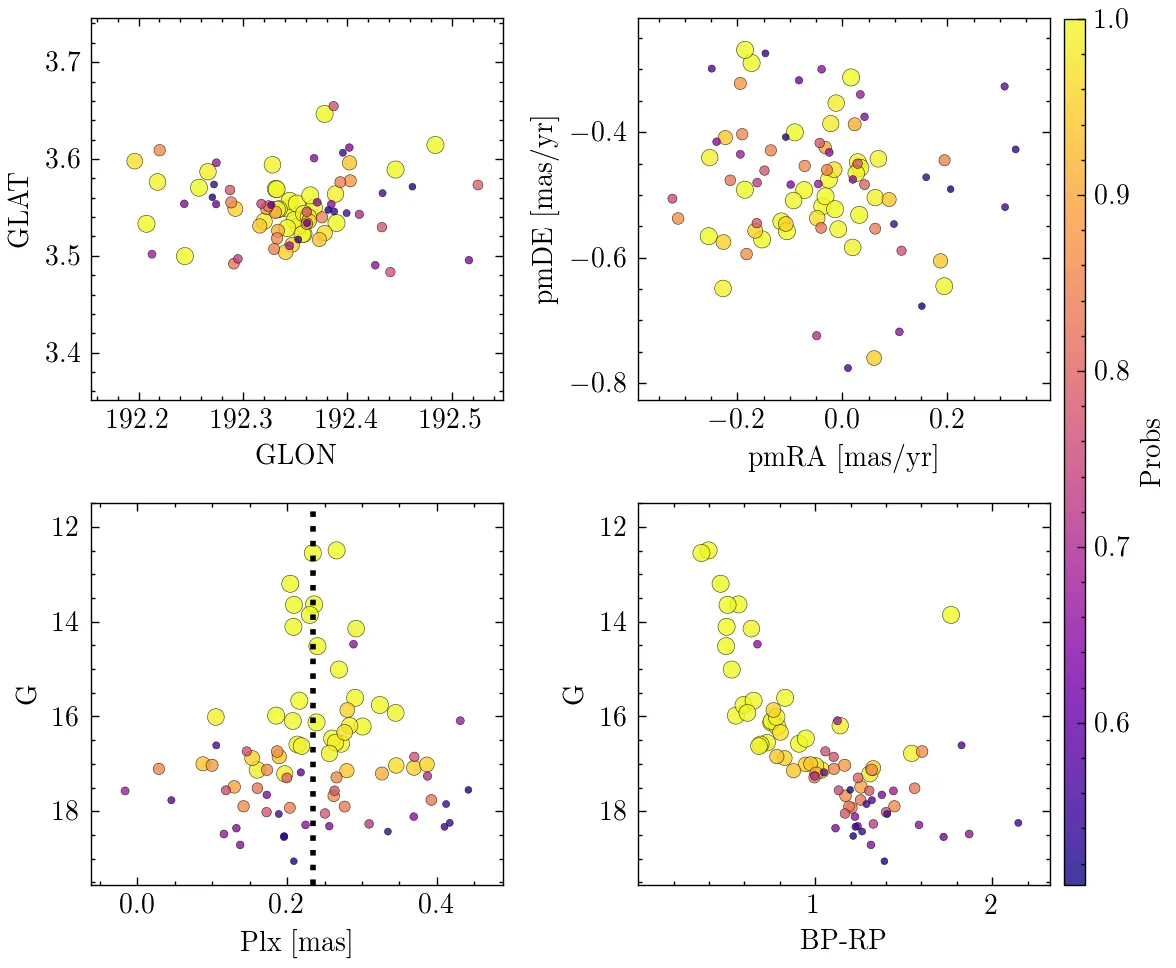 3.7
3.6
3.5
3.4
GLAT
192.2 192.3 192.4 192.5
GLON
−0.4
−0.6
−0.8
pmDE [mas/yr]
−0.2 0.0 0.2
pmRA [mas/yr]
12
14
16
18
G
0.0 0.2 0.4
Plx [mas]
12
14
16
18
G
1 2
BP-RP
1.0
0.9
0.8
0.7
0.6
Probs